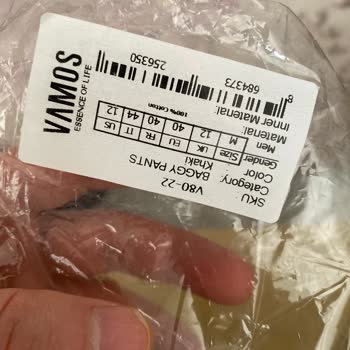 SKU V80-22
Category: BAGGY PANTS
Color Khaki
Gender Size UK EU FR IT US
Men M 12 40 40 44 12
Material: 100% Cotton
Inner Material:
8 684373 256350
VAMOS
ESSENCE OF LIFE